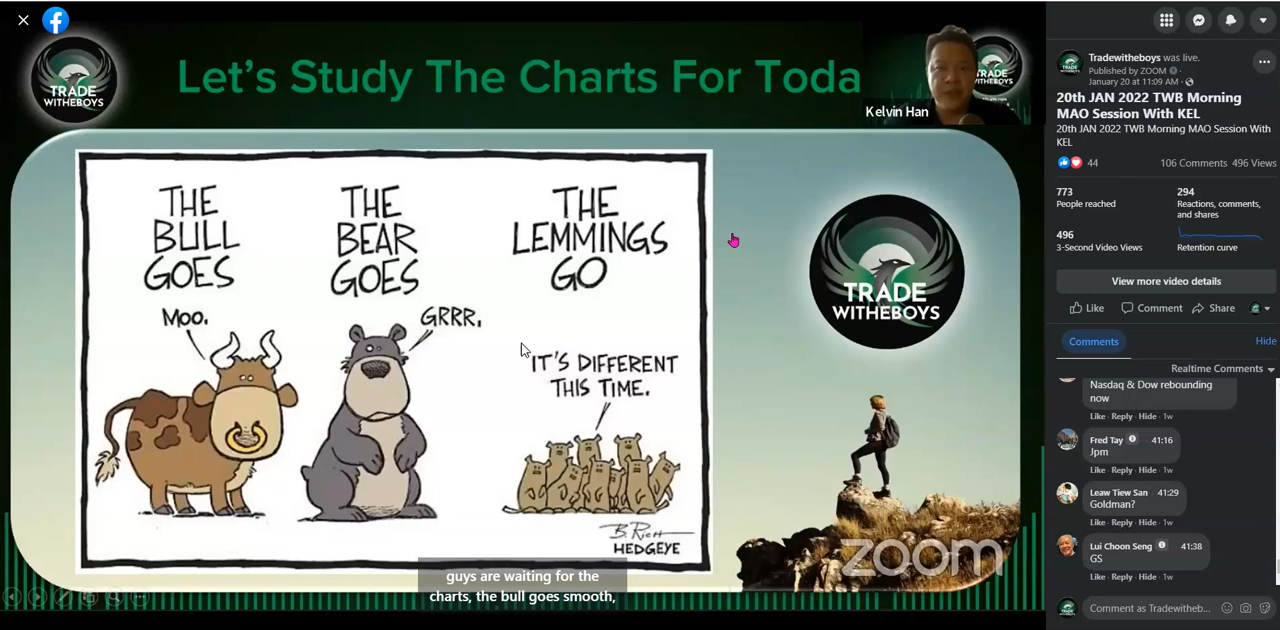 Let's Study The Charts For Toda
TRADE
WITHEBOYS
Kelvin Han
THE
BULL
GOES
MOO.
THE
BEAR
GOES
GRRR.
THE
LEMMINGS
GO
IT'S DIFFERENT
THIS TIME.
HEDGEYE
TRADE
WITHEBOYS
zoom
guys are waiting for the
charts, the bull goes smooth,
Tradewitheboys was live.
Published by ZOOM
January 20 at 11:09 AM
20th JAN 2022 TWB Morning
MAO Session With KEL
20th JAN 2022 TWB Morning MAO Session With
KEL
44
106 Comments 496 Views
773
People reached
294
Reactions, comments,
and shares
496
3-Second Video Views
Retention curve
View more video details
Like Comment Share
Comments
Hide
Realtime Comments
Nasdaq & Dow rebounding
now
Like · Reply · Hide · 1w
Fred Tay 41:16
Jpm
Like · Reply · Hide · 1w
Leaw Tiew San 41:29
Goldman?
Like · Reply · Hide · 1w
Lui Choon Seng 41:38
GS
Like · Reply · Hide · 1w
Comment as Tradewitheb...